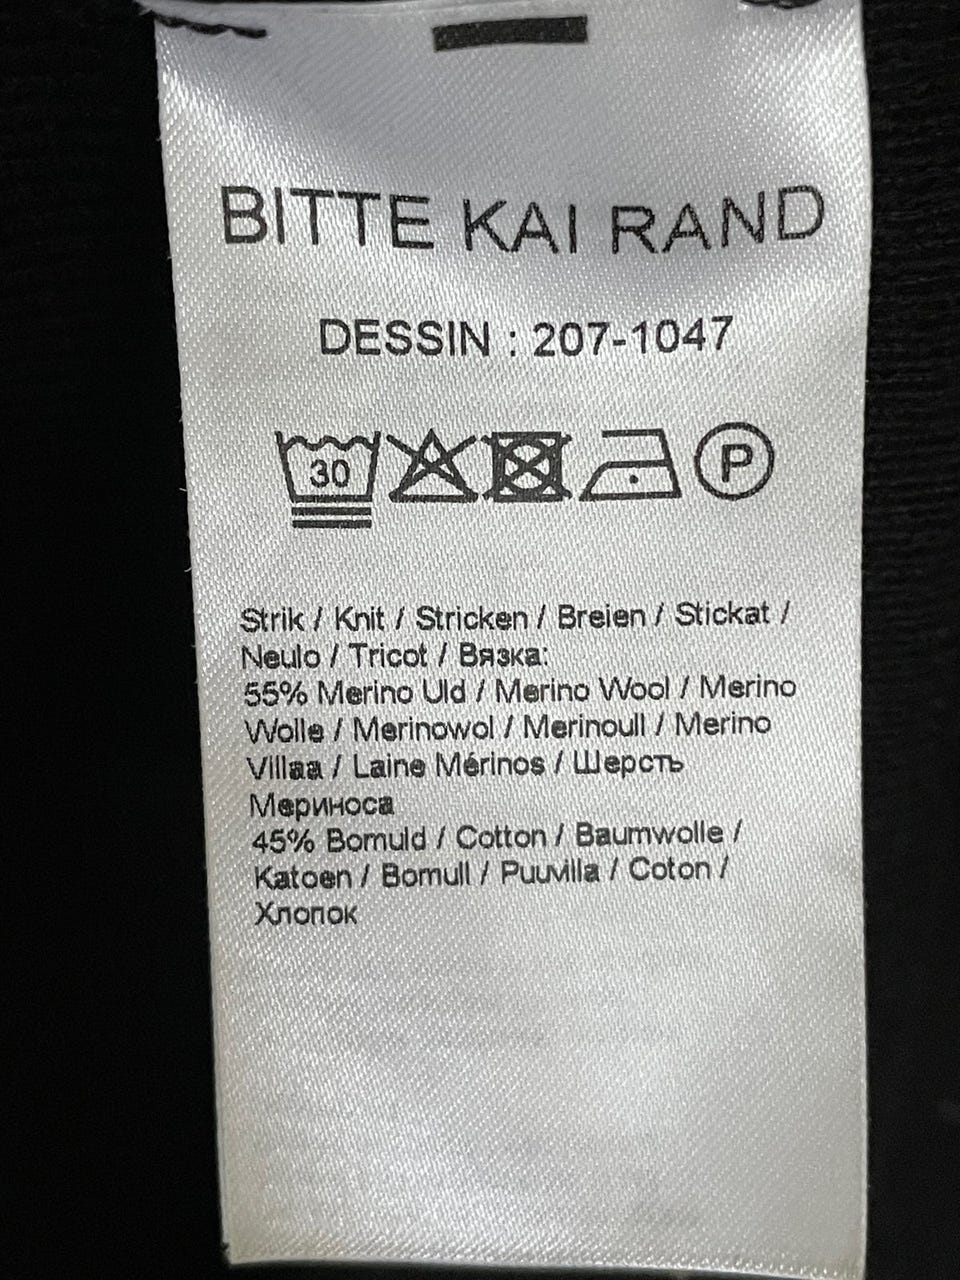 BITTE KAI RAND
DESSIN : 207-1047
30 P
Strik / Knit / Stricken / Breien / Stickat /
Neulo / Tricot / Вязка:
55% Merino Uld / Merino Wool / Merino
Wolle / Merinowol / Merinoull / Merino
Villaa / Laine Mérinos / Шерсть
Мериноса
45% Bomuld / Cotton / Baumwolle /
Katoen / Bomull / Puuvilla / Coton /
Хлопок